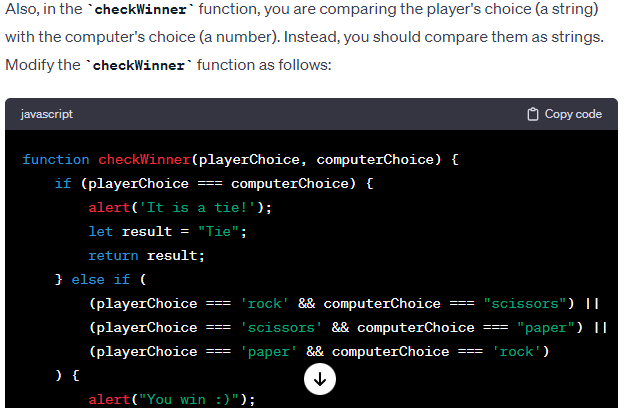 Also, in the `checkWinner` function, you are comparing the player's choice (a string)
with the computer's choice (a number). Instead, you should compare them as strings.
Modify the `checkWinner` function as follows:
javascript
Copy code
function checkWinner(playerChoice, computerChoice) {
    if (playerChoice === computerChoice) {
        alert('It is a tie!');
        let result = "Tie";
        return result;
    } else if (
        (playerChoice === 'rock' && computerChoice === "scissors") ||
        (playerChoice === 'scissors' && computerChoice === "paper") ||
        (playerChoice === 'paper' && computerChoice === 'rock')
    ) {
        alert("You win :)");